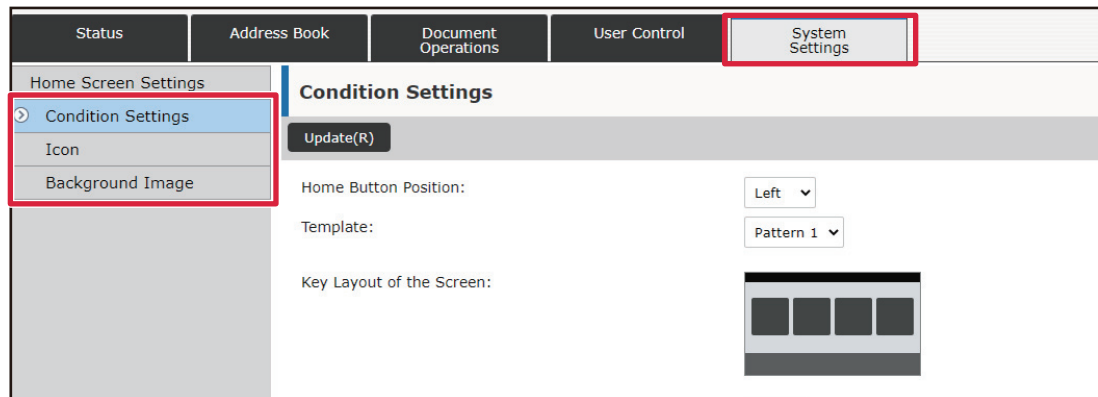 Status
Address Book
Document
Operations
User Control
System
Settings
Home Screen Settings
Condition Settings
Icon
Background Image
Condition Settings
Update(R)
Home Button Position:
Left
Template:
Pattern 1
Key Layout of the Screen: